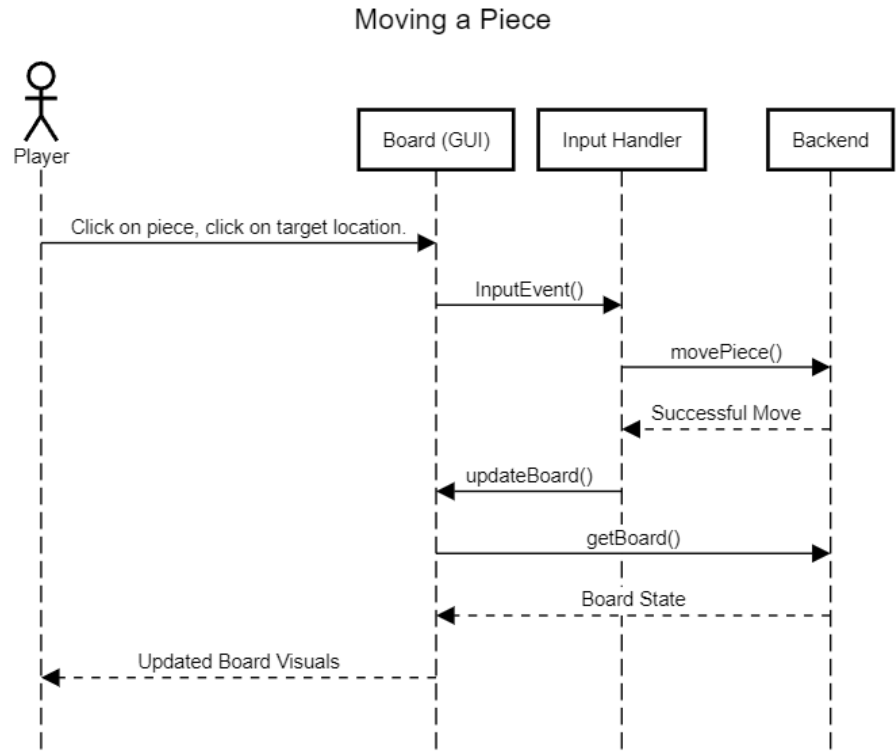 Moving a Piece
Player
Board (GUI)
Input Handler
Backend
Click on piece, click on target location.
InputEvent()
movePiece()
Successful Move
updateBoard()
getBoard()
Board State
Updated Board Visuals